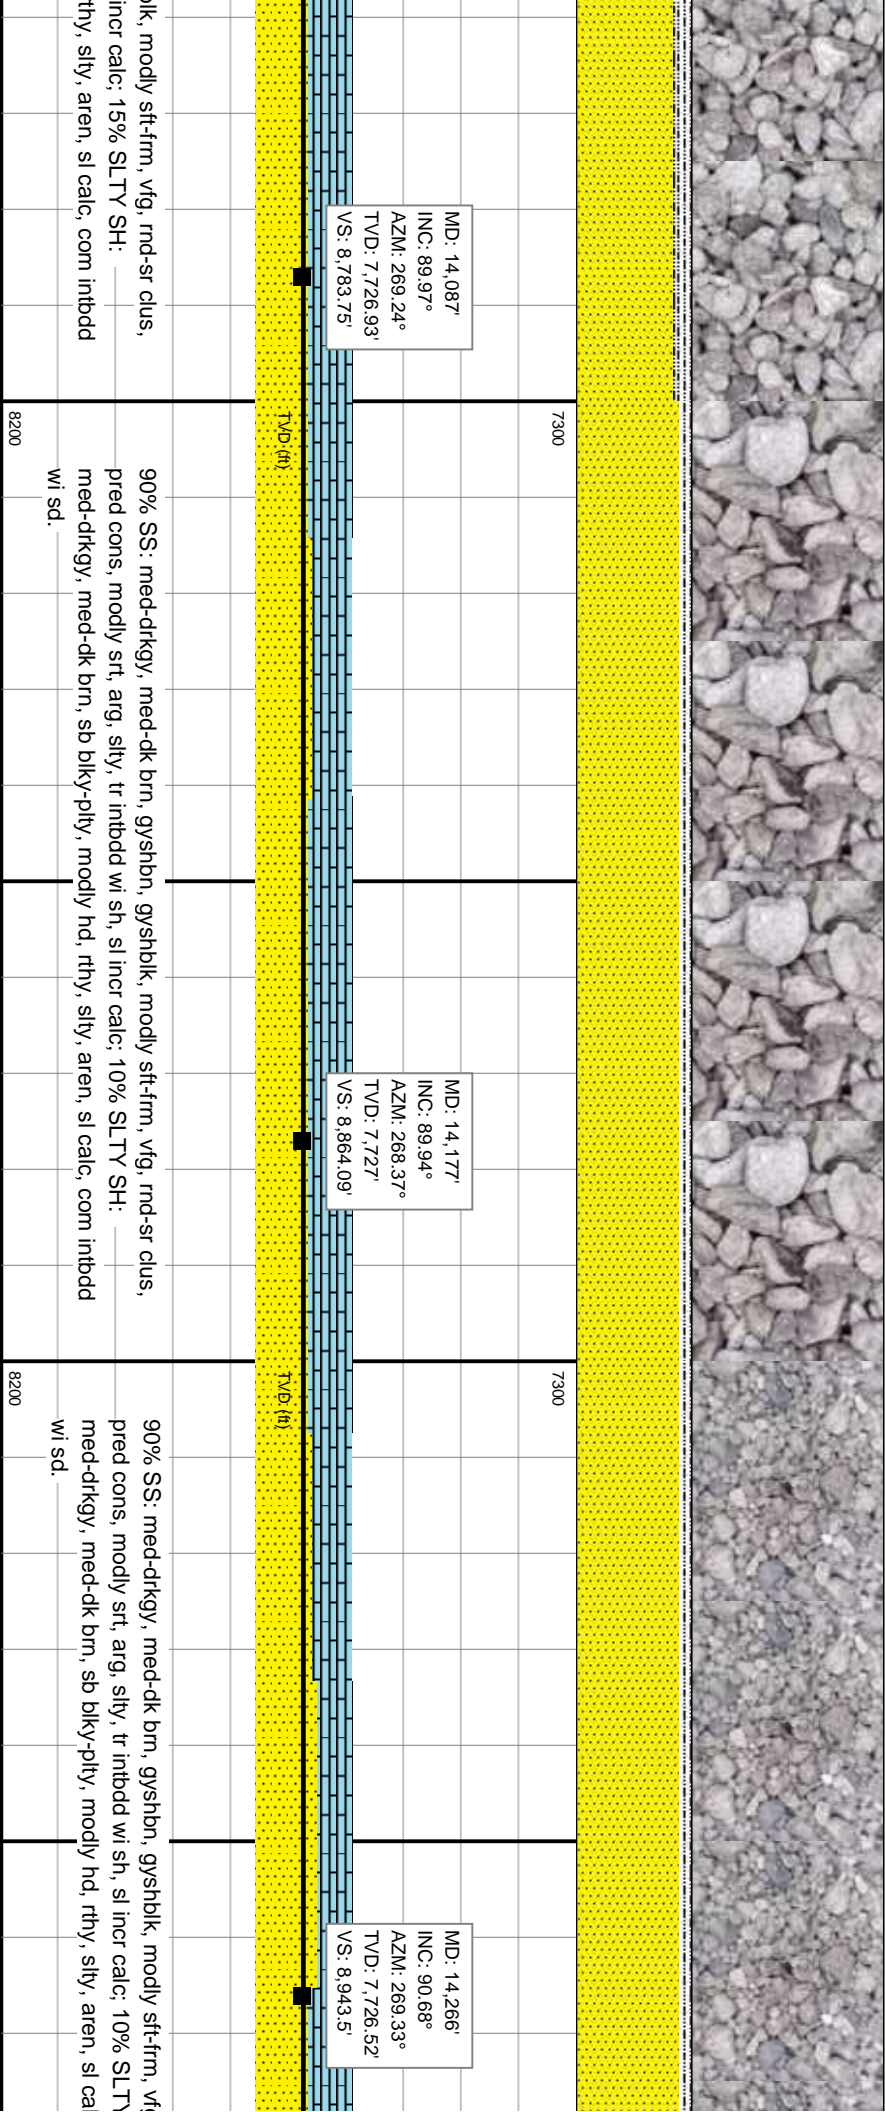 blk, modly sft-frm, vfg, rnd-sr clus,
incr calc; 15% SLTY SH:
rthy, slty, aren, sl calc, com intbdd
MD: 14,087'
INC: 89.97°
AZM: 269.24°
TVD: 7,726.93'
VS: 8,783.75'
7300
TVD (ft)
8200
90% SS: med-drkgy, med-dk brn, gyshbn, gyshblk, modly sft-frm, vfg, rnd-sr clus,
pred cons, modly srt, arg, slty, tr intbdd wi sh, sl incr calc; 10% SLTY SH:
med-drkgy, med-dk brn, sb blky-plty, modly hd, rthy, slty, aren, sl calc, com intbdd
wi sd.
MD: 14,177'
INC: 89.94°
AZM: 268.37°
TVD: 7,727'
VS: 8,864.09'
7300
TVD (ft)
8200
90% SS: med-drkgy, med-dk brn, gyshbn, gyshblk, modly sft-frm, vfg
pred cons, modly srt, arg, slty, tr intbdd wi sh, sl incr calc; 10% SLTY
med-drkgy, med-dk brn, sb blky-plty, modly hd, rthy, slty, aren, sl cal
wi sd.
MD: 14,266'
INC: 90.68°
AZM: 269.33°
TVD: 7,726.52'
VS: 8,943.5'